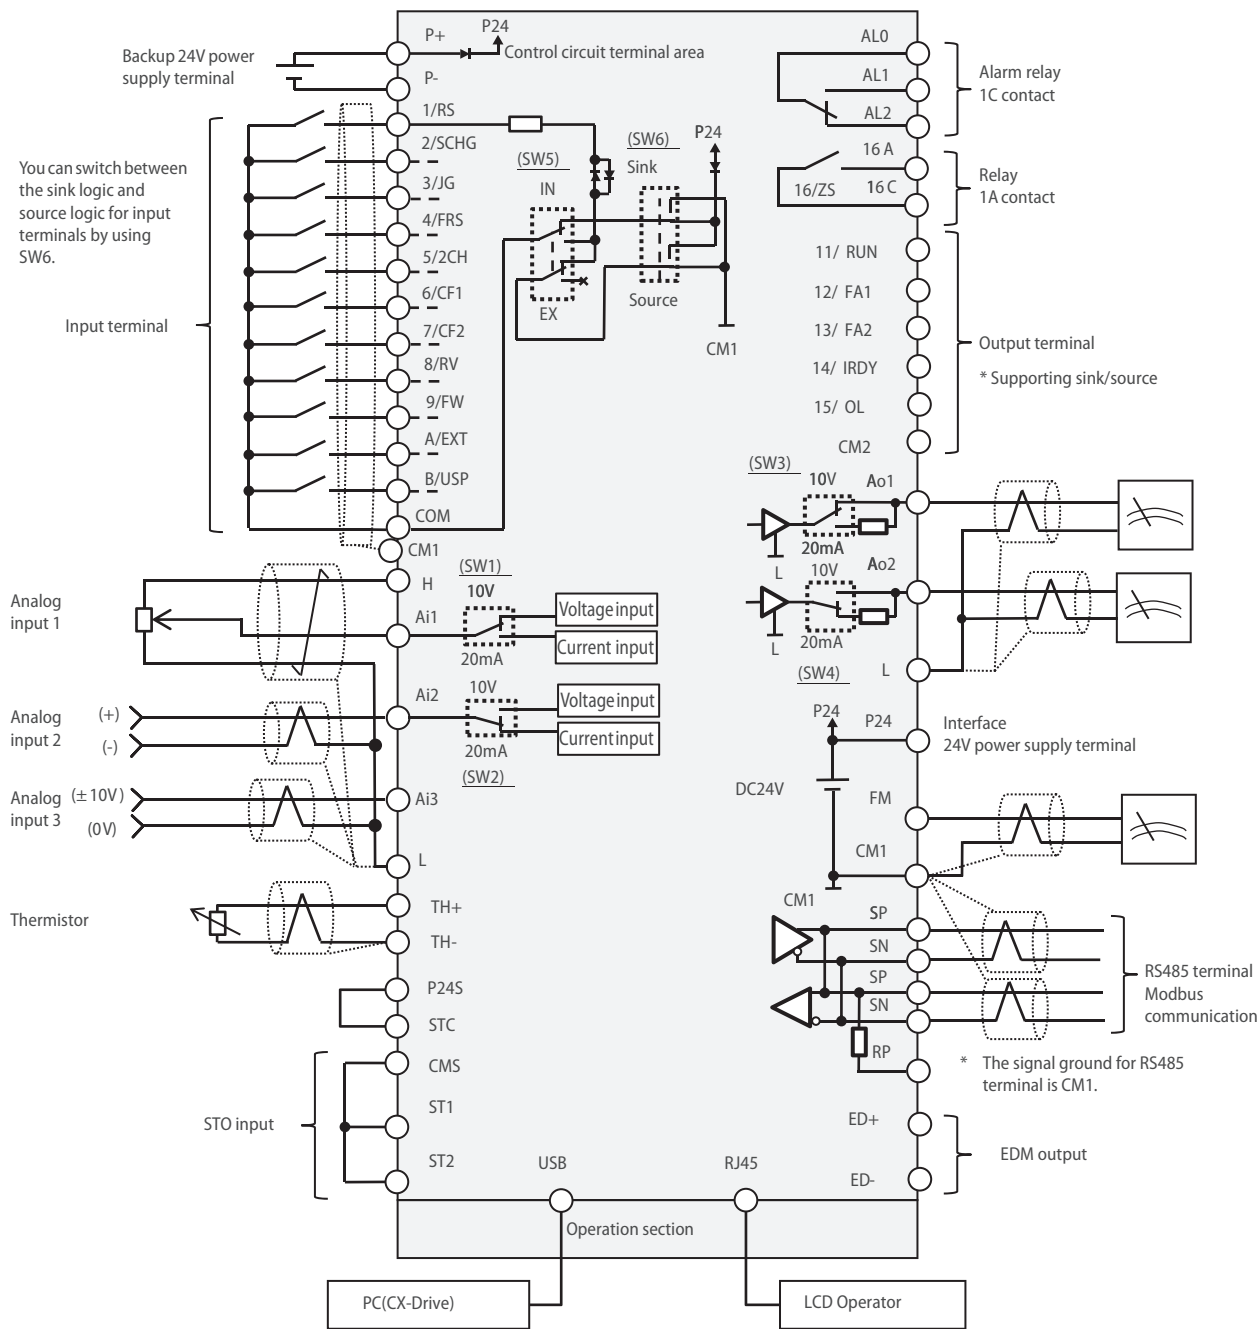 P+
P24
Backup 24V power
supply terminal
Control circuit terminal area
P-
1/RS
2/SCHG
3/JG
4/FRS
5/2CH
6/CF1
7/CF2
8/RV
9/FW
A/EXT
B/USP
COM
CM1
You can switch between
the sink logic and
source logic for input
terminals by using
SW6.
Input terminal
(SW5)
IN
EX
(SW6)
Sink
Source
P24
CM1
AL0
AL1
AL2
Alarm relay
1C contact
16 A
16/ZS
16 C
Relay
1A contact
11/ RUN
12/ FA1
13/ FA2
14/ IRDY
15/ OL
CM2
Output terminal
* Supporting sink/source
(SW3)
10V
Ao1
20mA
L
10V
Ao2
20mA
L
(SW4)
L
Analog
input 1
H
Ai1
(SW1)
10V
20mA
Voltage input
Current input
Analog
input 2
(+)
(-)
Ai2
10V
20mA
(SW2)
Voltage input
Current input
Analog
input 3
(±10V)
(0V)
Ai3
L
P24
P24
Interface
24V power supply terminal
DC24V
FM
CM1
CM1
Thermistor
TH+
TH-
SP
SN
SP
SN
RP
RS485 terminal
Modbus
communication
* The signal ground for RS485
terminal is CM1.
P24S
STC
CMS
ST1
ST2
STO input
ED+
ED-
EDM output
USB
RJ45
Operation section
PC(CX-Drive)
LCD Operator